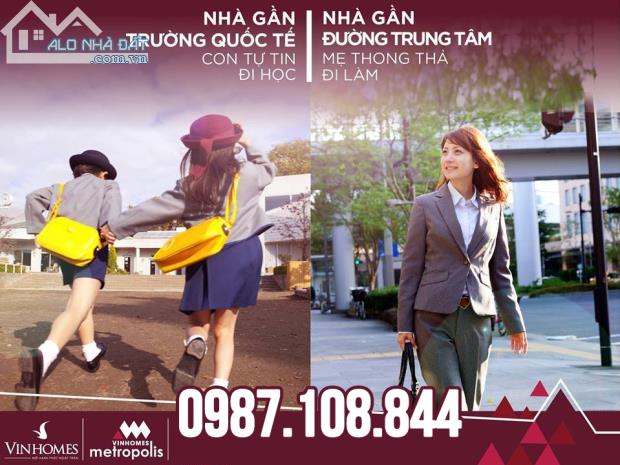 NHÀ GẦN
TRƯỜNG QUỐC TẾ
CON TỰ TIN
ĐI HỌC
NHÀ GẦN
ĐƯỜNG TRUNG TÂM
MẸ THONG THẢ
ĐI LÀM
ALO NHÀ ĐẤT
.com.vn
0987.108.844
VINHOMES
VINHOMES
metropolis